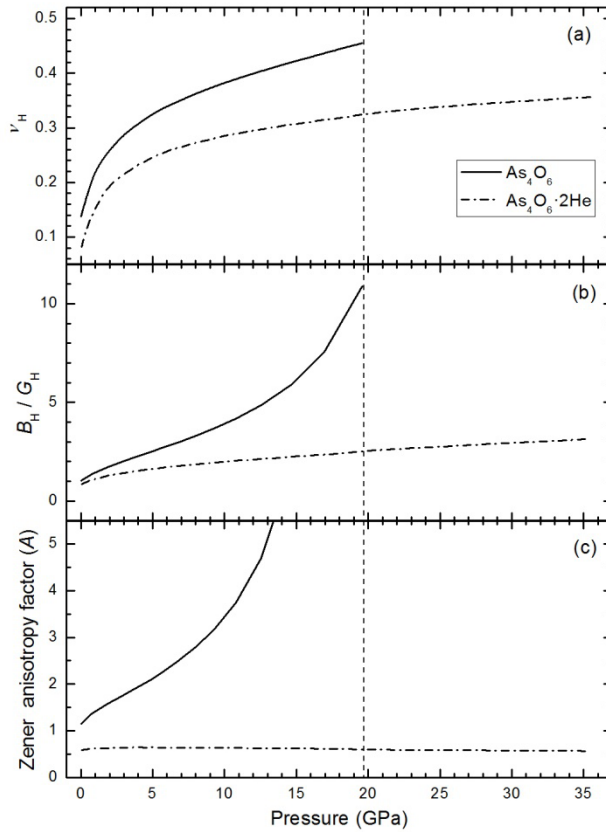 0.5
(a)
0.4
0.3
0.2
0.1
ν_H
As₄O₆
As₄O₆·2He
(b)
10
5
0
B_H / G_H
(c)
5
4
3
2
1
0
Zener anisotropy factor (A)
0 5 10 15 20 25 30 35
Pressure (GPa)